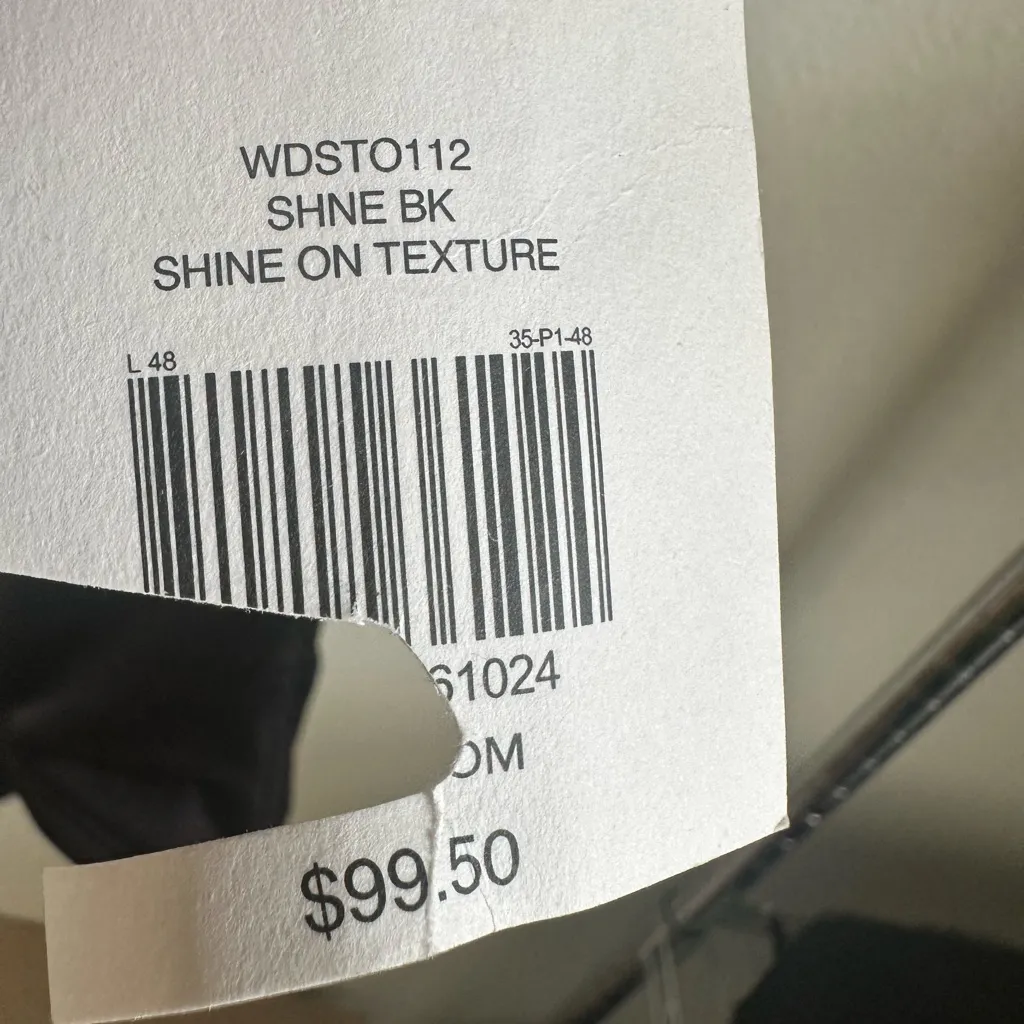 WDSTO112
SHNE BK
SHINE ON TEXTURE
L 48
35-P1-48
61024
OM
$99.50